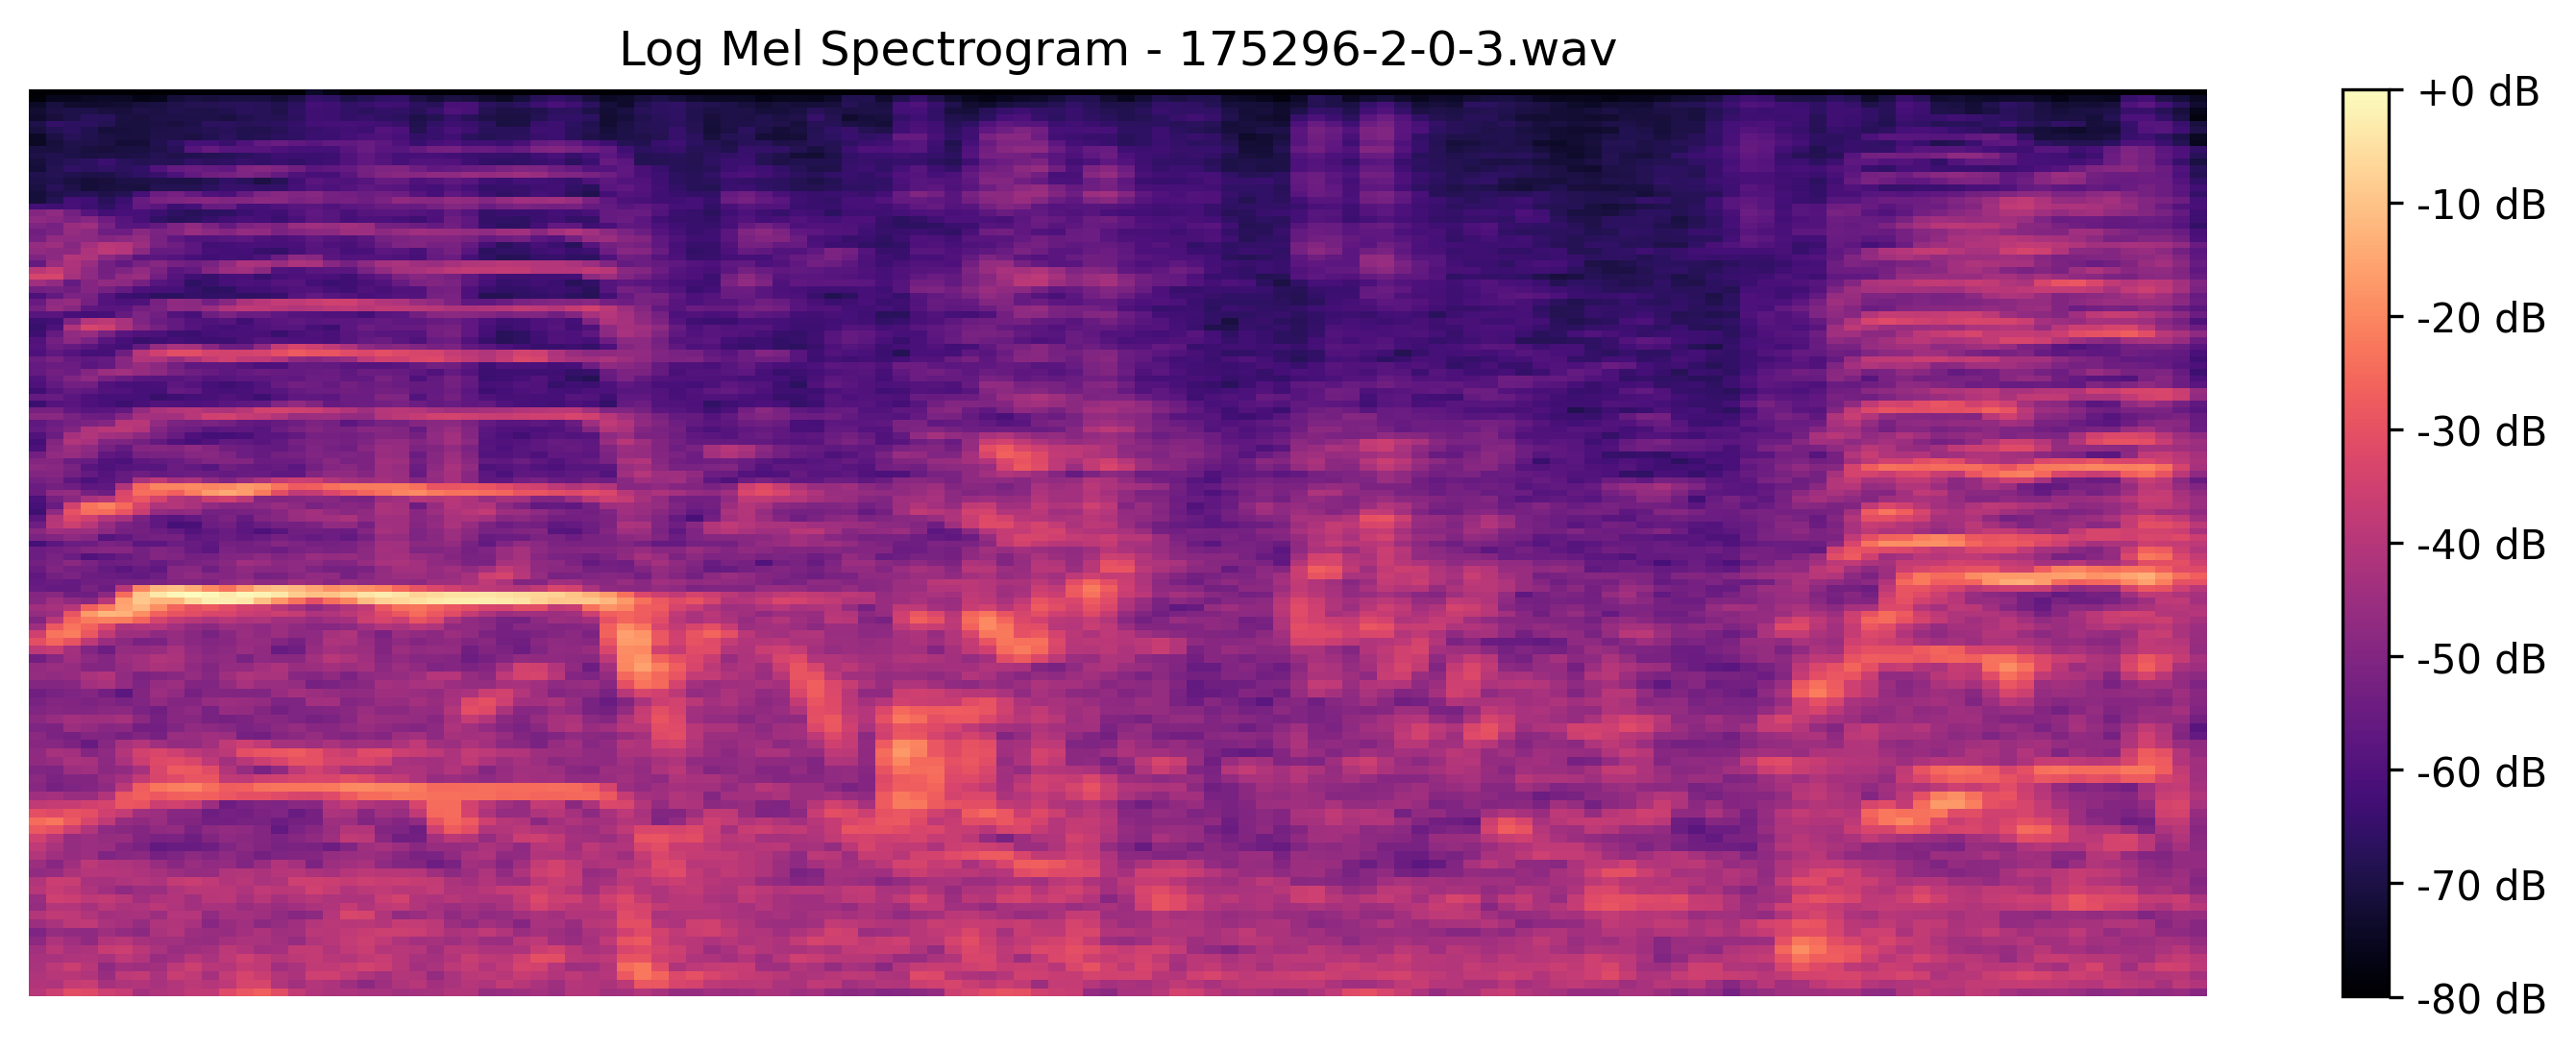 Log Mel Spectrogram - 175296-2-0-3.wav
+0 dB
-10 dB
-20 dB
-30 dB
-40 dB
-50 dB
-60 dB
-70 dB
-80 dB